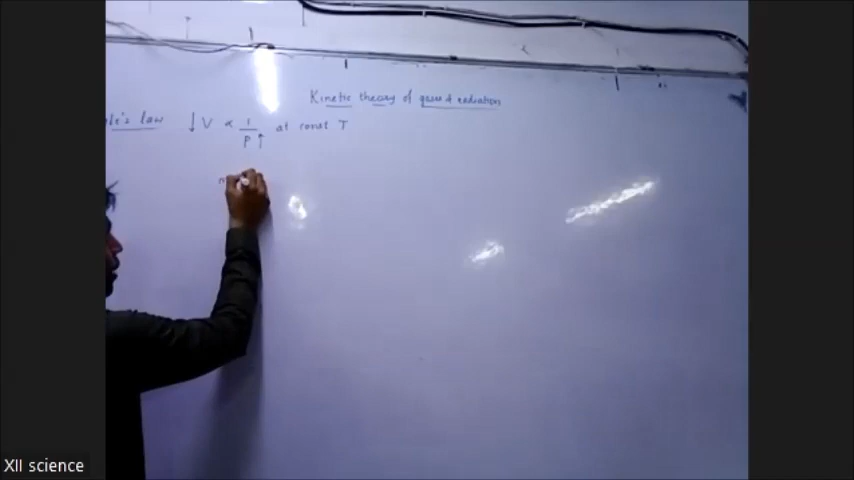 Kinetic theory of gases & radiation
le's law ↓ V ∝ 1/P ↑ at const T
XII science